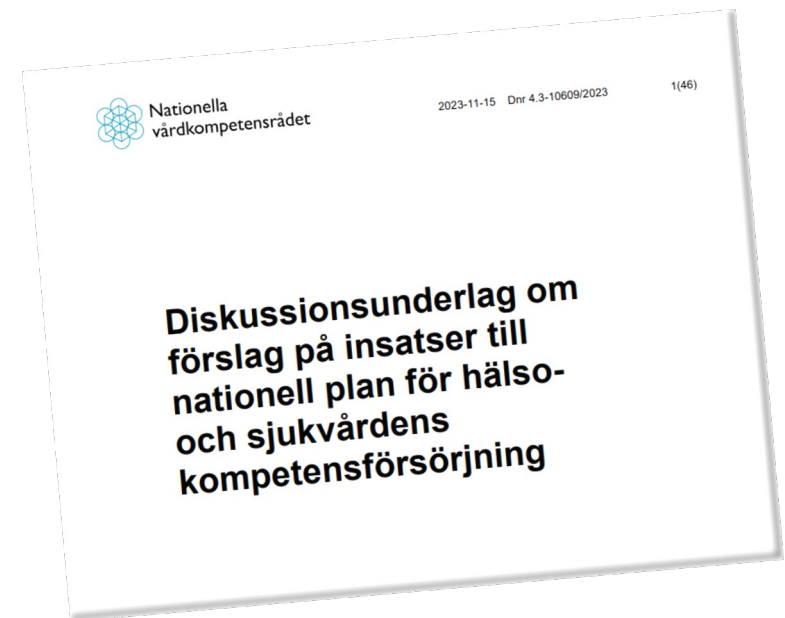 Nationella
vårdkompetensrådet
2023-11-15 Dnr 4.3-10609/2023
1(46)
Diskussionsunderlag om
förslag på insatser till
nationell plan för hälso-
och sjukvårdens
kompetensförsörjning